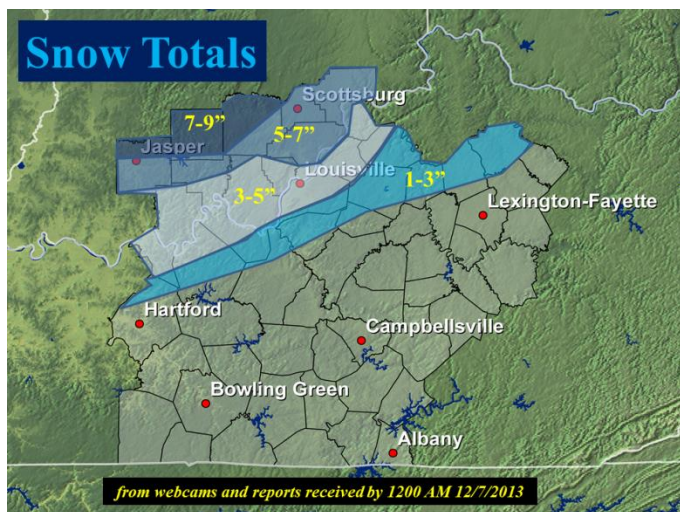 Snow Totals
Scottsburg
7-9”
5-7”
Jasper
Louisville
3-5”
1-3”
Lexington-Fayette
Hartford
Campbellsville
Bowling Green
Albany
from webcams and reports received by 1200 AM 12/7/2013